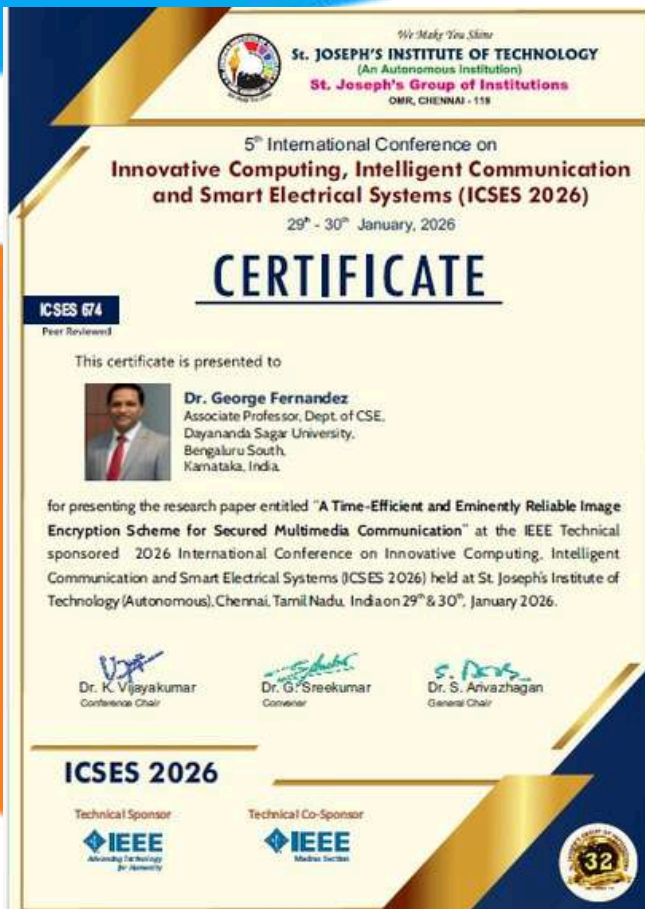 We Make You Shine
St. JOSEPH'S INSTITUTE OF TECHNOLOGY
(An Autonomous Institution)
St. Joseph's Group of Institutions
OMR, CHENNAI - 119
5th International Conference on
Innovative Computing, Intelligent Communication
and Smart Electrical Systems (ICSES 2026)
29th - 30th January, 2026
CERTIFICATE
ICSES 674
Peer Reviewed
This certificate is presented to
Dr. George Fernandez
Associate Professor, Dept. of CSE,
Dayananda Sagar University,
Bengaluru South,
Karnataka, India.
for presenting the research paper entitled "A Time-Efficient and Eminently Reliable Image
Encryption Scheme for Secured Multimedia Communication" at the IEEE Technical
sponsored 2026 International Conference on Innovative Computing, Intelligent
Communication and Smart Electrical Systems (ICSES 2026) held at St. Joseph's Institute of
Technology (Autonomous), Chennai, Tamil Nadu, India on 29th & 30th, January 2026.
Dr. K. Vijayakumar
Conference Chair
Dr. G. Sreekumar
Convener
Dr. S. Arivazhagan
General Chair
ICSES 2026
Technical Sponsor
IEEE
Advancing Technology
for Humanity
Technical Co-Sponsor
IEEE
Madras Section
32